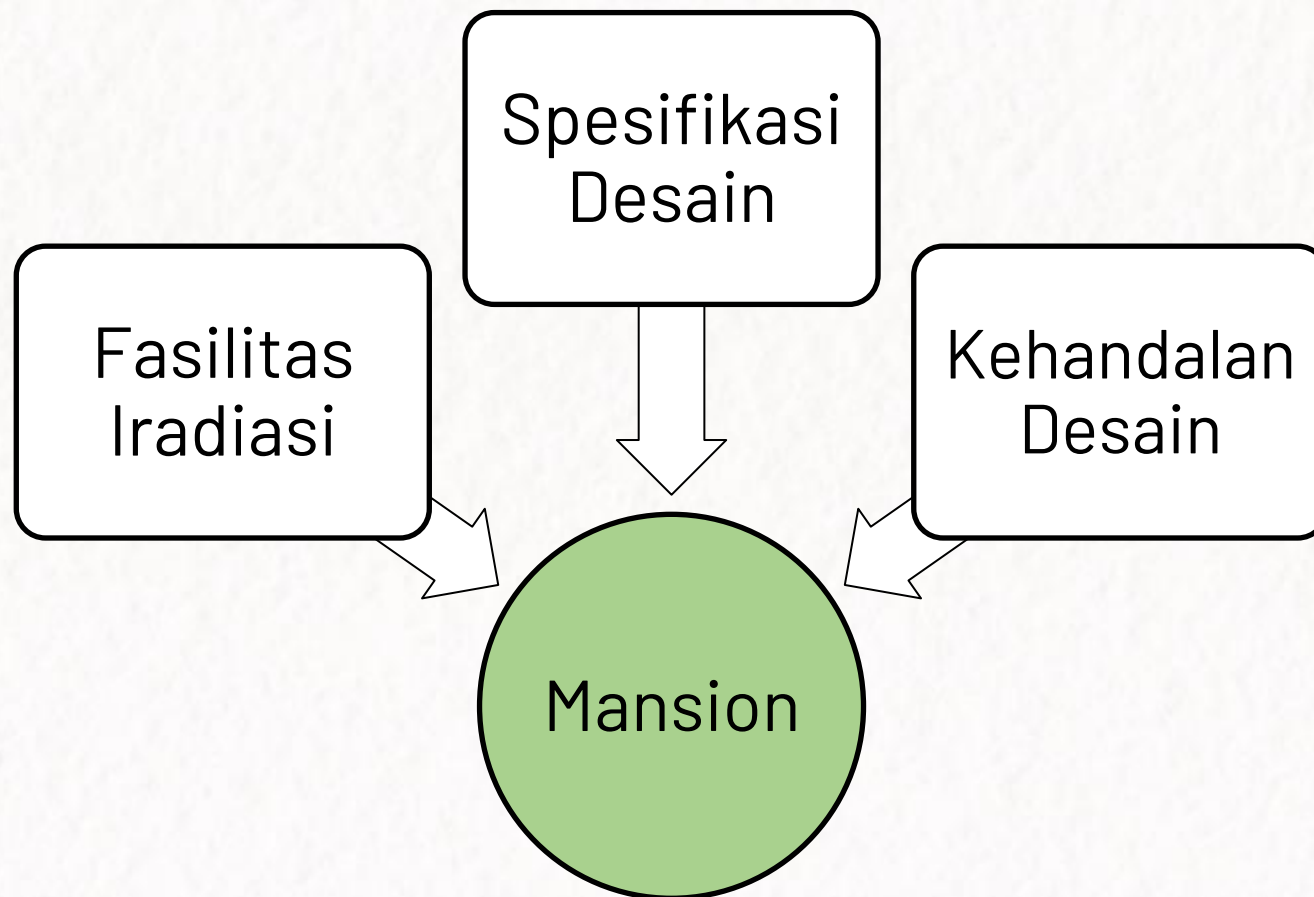 Spesifikasi
Desain
Fasilitas
Iradiasi
Kehandalan
Desain
Mansion